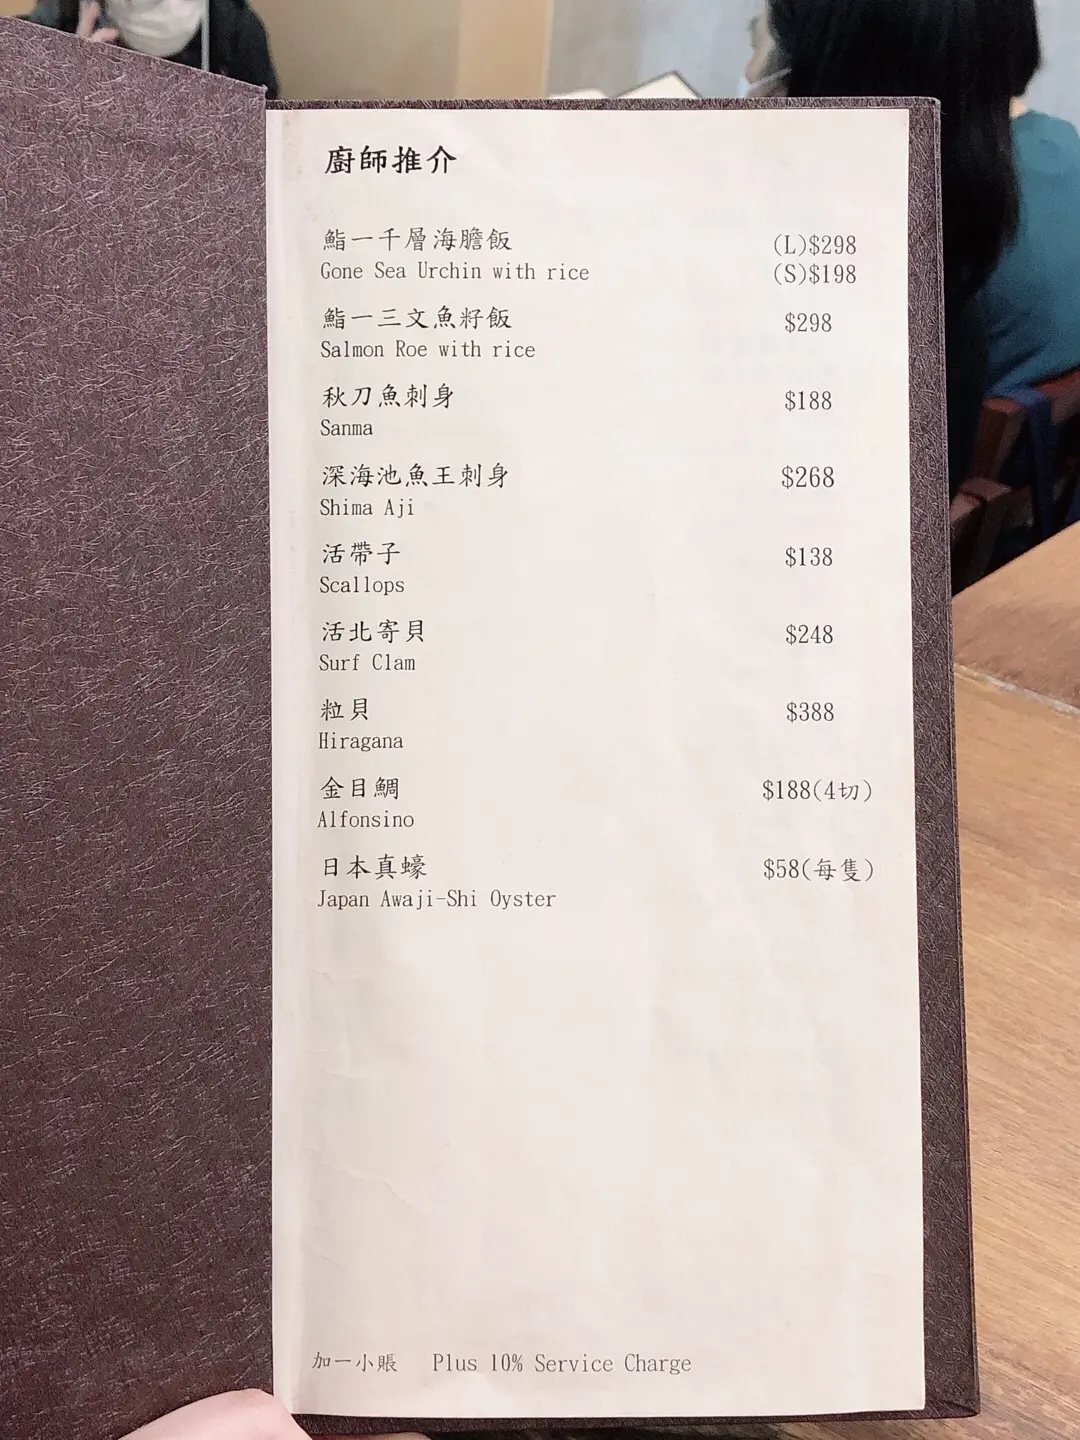 廚師推介
鮨一千層海膽飯 (L)$298
Gone Sea Urchin with rice (S)$198
鮨一三文魚籽飯 $298
Salmon Roe with rice
秋刀魚刺身 $188
Sanma
深海池魚王刺身 $268
Shima Aji
活帶子 $138
Scallops
活北寄貝 $248
Surf Clam
粒貝 $388
Hiragana
金目鯛 $188(4切)
Alfonsino
日本真蠔 $58(每隻)
Japan Awaji-Shi Oyster
加一小賬 Plus 10% Service Charge